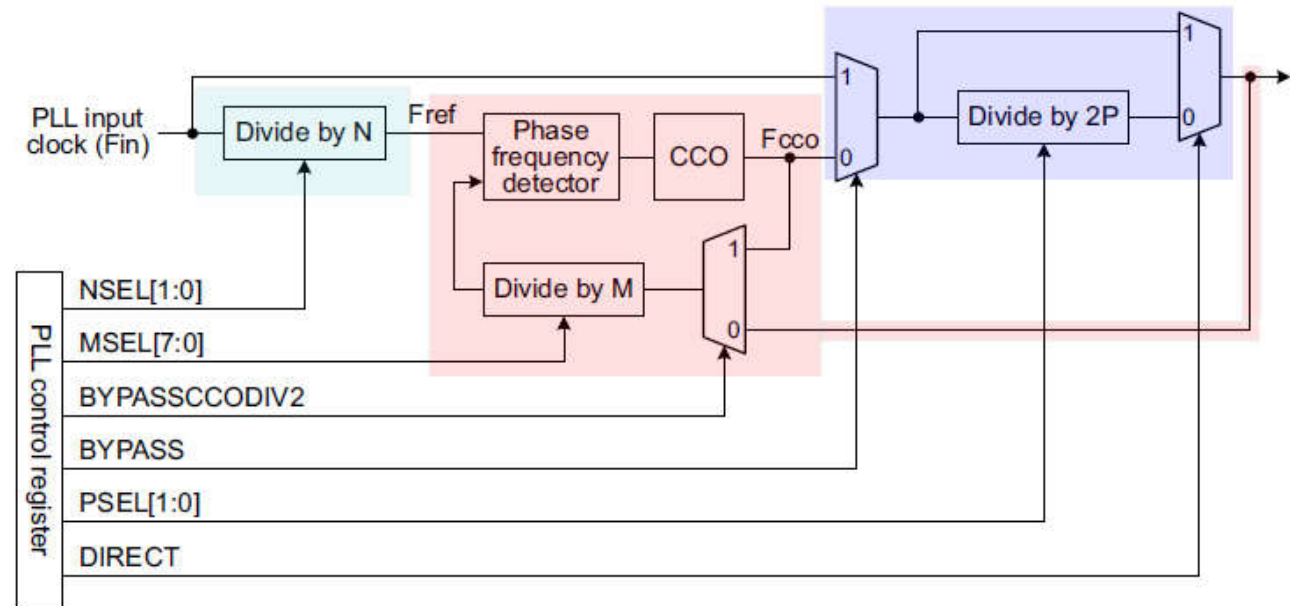 1
1
PLL input
clock (Fin)
Divide by N
Fref
Phase
frequency
detector
CCO
Fcco
0
Divide by 2P
0
1
Divide by M
0
NSEL[1:0]
MSEL[7:0]
BYPASSCCODIV2
BYPASS
PSEL[1:0]
DIRECT
PLL control register